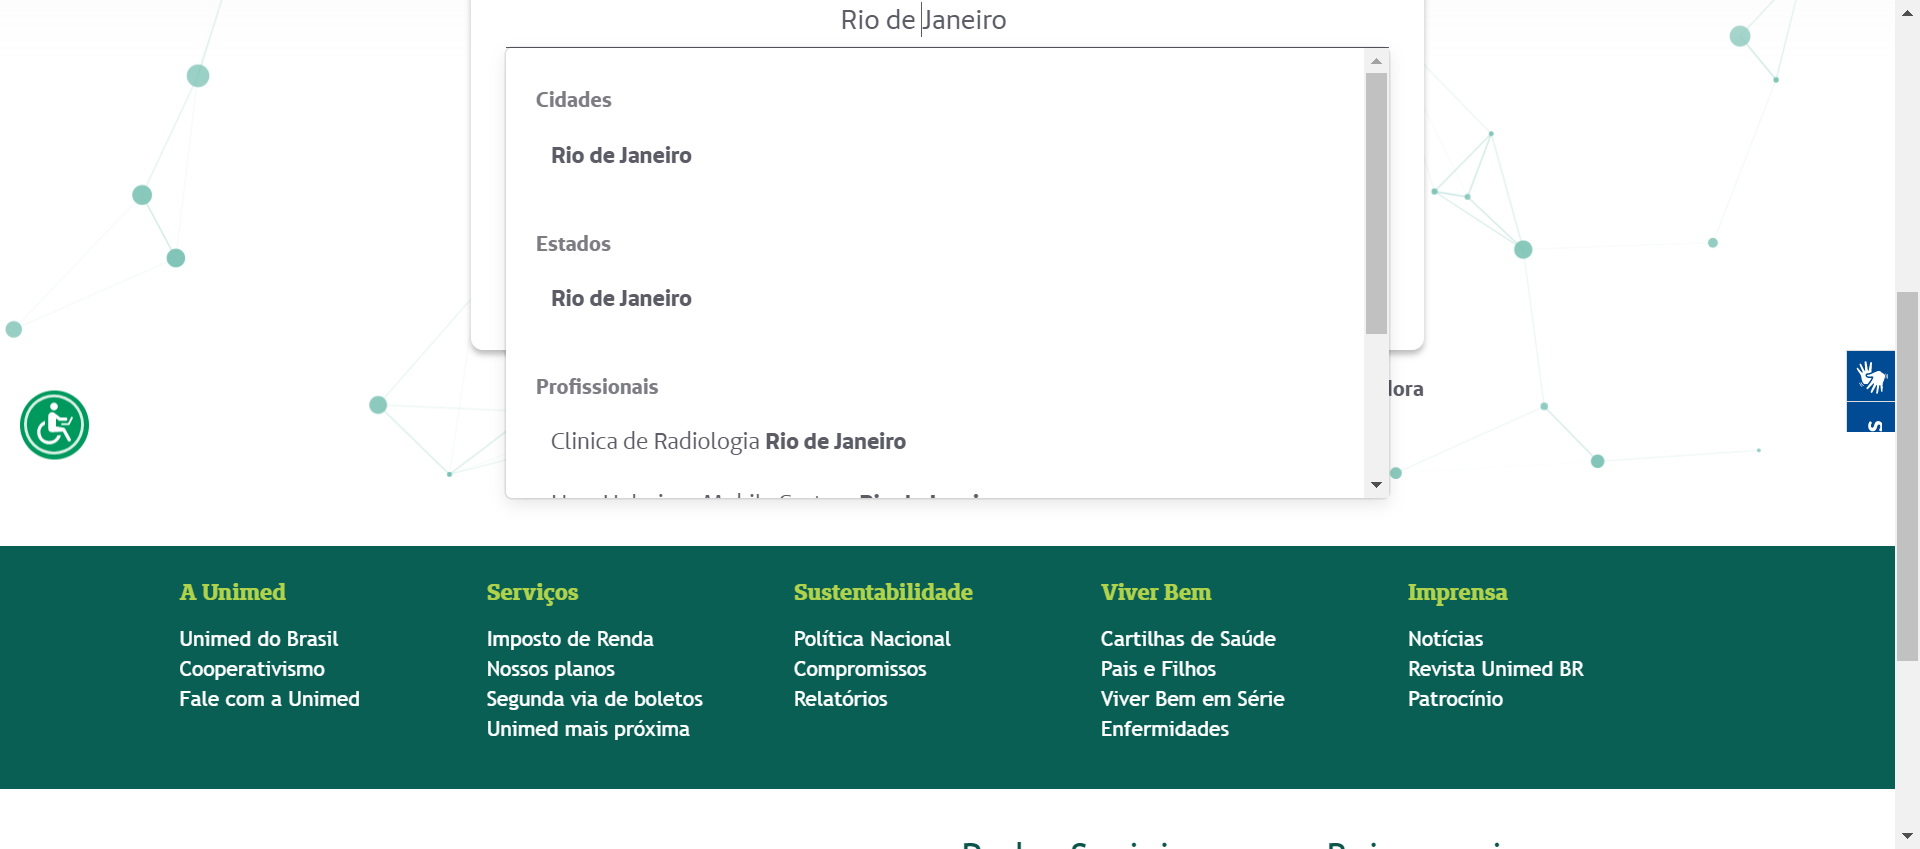 Rio de Janeiro
Cidades
Rio de Janeiro
Estados
Rio de Janeiro
Profissionais
Clinica de Radiologia Rio de Janeiro
A Unimed
Unimed do Brasil
Cooperativismo
Fale com a Unimed
Serviços
Imposto de Renda
Nossos planos
Segunda via de boletos
Unimed mais próxima
Sustentabilidade
Política Nacional
Compromissos
Relatórios
Viver Bem
Cartilhas de Saúde
Pais e Filhos
Viver Bem em Série
Enfermidades
Imprensa
Notícias
Revista Unimed BR
Patrocínio